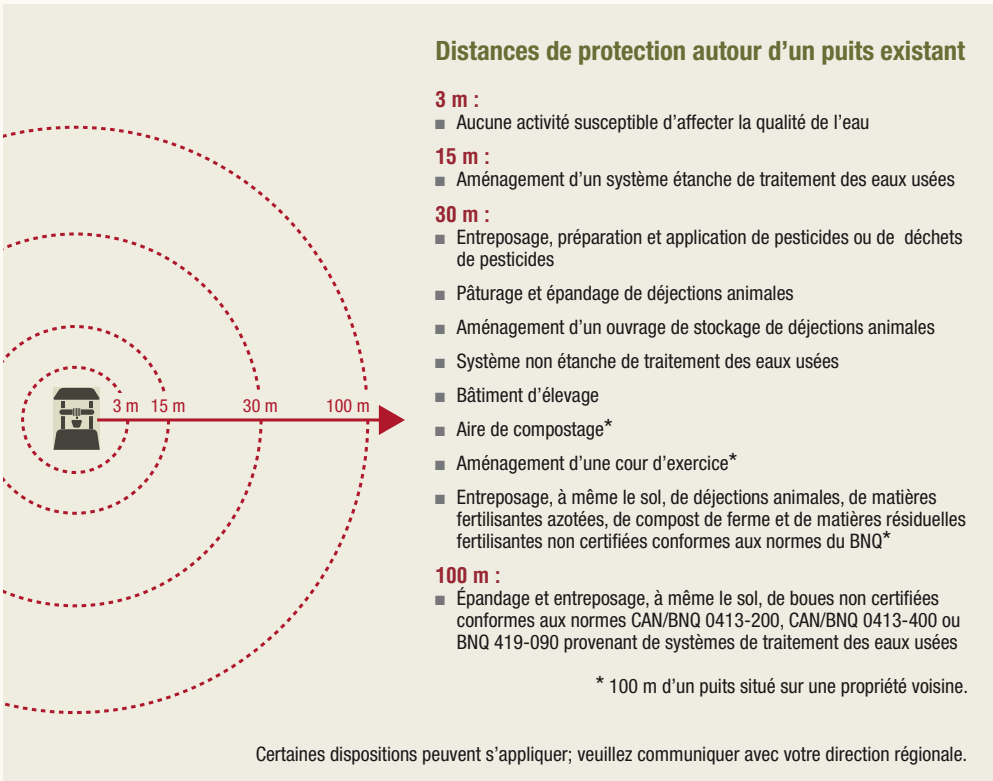 Distances de protection autour d'un puits existant
3 m :
■ Aucune activité susceptible d'affecter la qualité de l'eau
15 m :
■ Aménagement d'un système étanche de traitement des eaux usées
30 m :
■ Entreposage, préparation et application de pesticides ou de déchets
de pesticides
■ Pâturage et épandage de déjections animales
■ Aménagement d'un ouvrage de stockage de déjections animales
■ Système non étanche de traitement des eaux usées
■ Bâtiment d'élevage
■ Aire de compostage*
■ Aménagement d'une cour d'exercice*
■ Entreposage, à même le sol, de déjections animales, de matières
fertilisantes azotées, de compost de ferme et de matières résiduelles
fertilisantes non certifiées conformes aux normes du BNQ*
100 m :
■ Épandage et entreposage, à même le sol, de boues non certifiées
conformes aux normes CAN/BNQ 0413-200, CAN/BNQ 0413-400 ou
BNQ 419-090 provenant de systèmes de traitement des eaux usées
* 100 m d'un puits situé sur une propriété voisine.
3 m 15 m 30 m 100 m
Certaines dispositions peuvent s'appliquer; veuillez communiquer avec votre direction régionale.